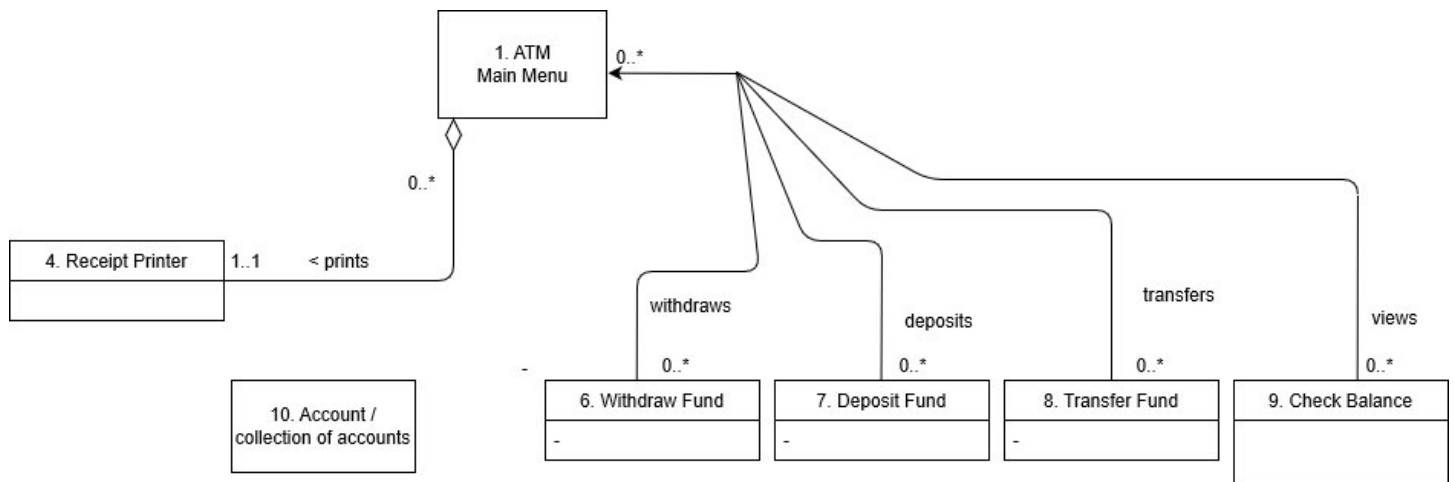 1. ATM
Main Menu
0..*
0..*
4. Receipt Printer
1..1
< prints
withdraws
deposits
transfers
views
-
0..*
0..*
0..*
0..*
10. Account /
collection of accounts
6. Withdraw Fund
7. Deposit Fund
8. Transfer Fund
9. Check Balance
-
-
-